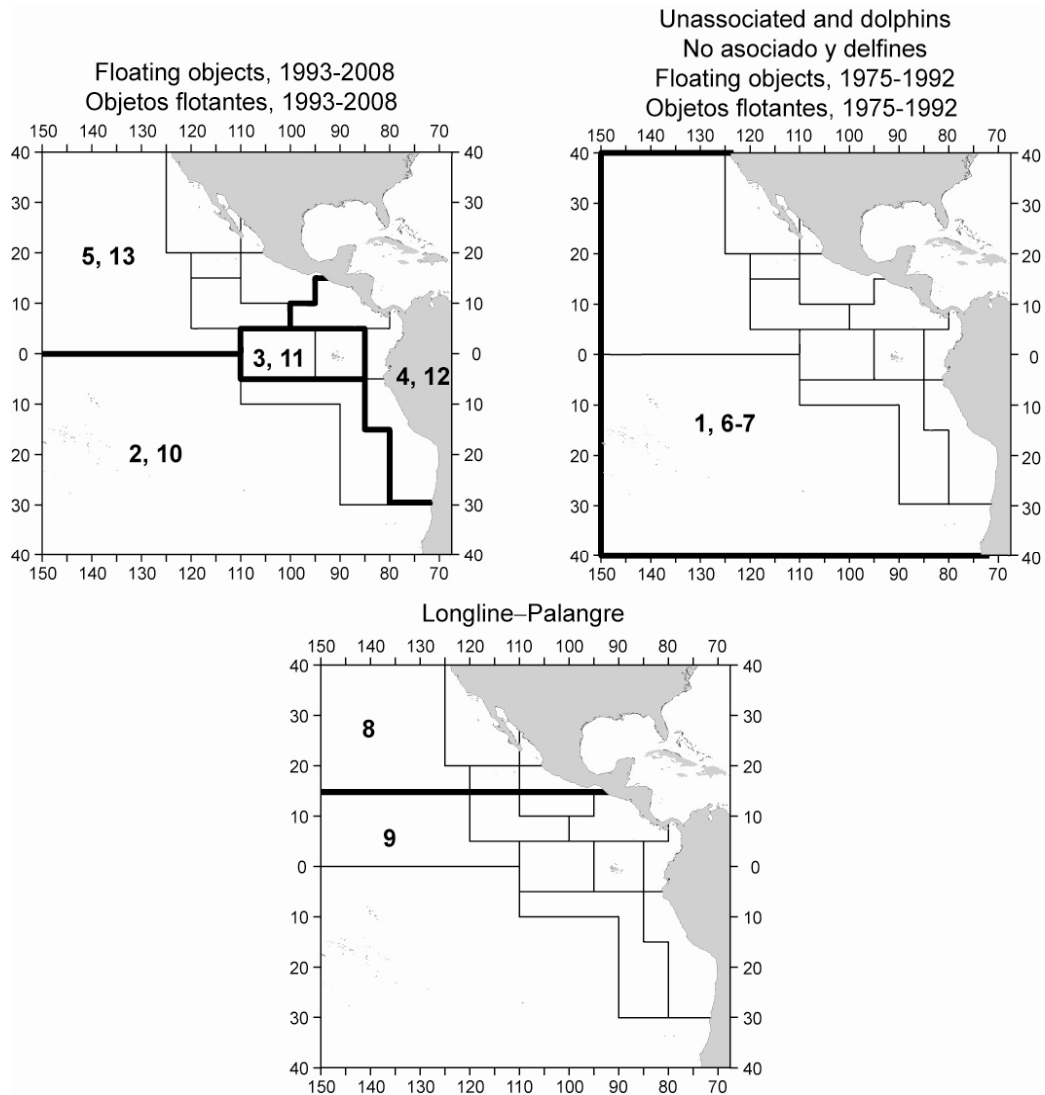 Floating objects, 1993-2008
Objetos flotantes, 1993-2008
150 140 130 120 110 100 90 80 70
40 40
30 30
20 20
5, 13
10 10
0 3, 11 0
4, 12
10 10
20 2, 10 20
30 30
40 40
150 140 130 120 110 100 90 80 70
Unassociated and dolphins
No asociado y delfines
Floating objects, 1975-1992
Objetos flotantes, 1975-1992
150 140 130 120 110 100 90 80 70
40 40
30 30
20 20
10 10
0 0
10 10
1, 6-7
20 20
30 30
40 40
150 140 130 120 110 100 90 80 70
Longline–Palangre
150 140 130 120 110 100 90 80 70
40 40
30 8 30
20 20
10 10
9
0 0
10 10
20 20
30 30
40 40
150 140 130 120 110 100 90 80 70